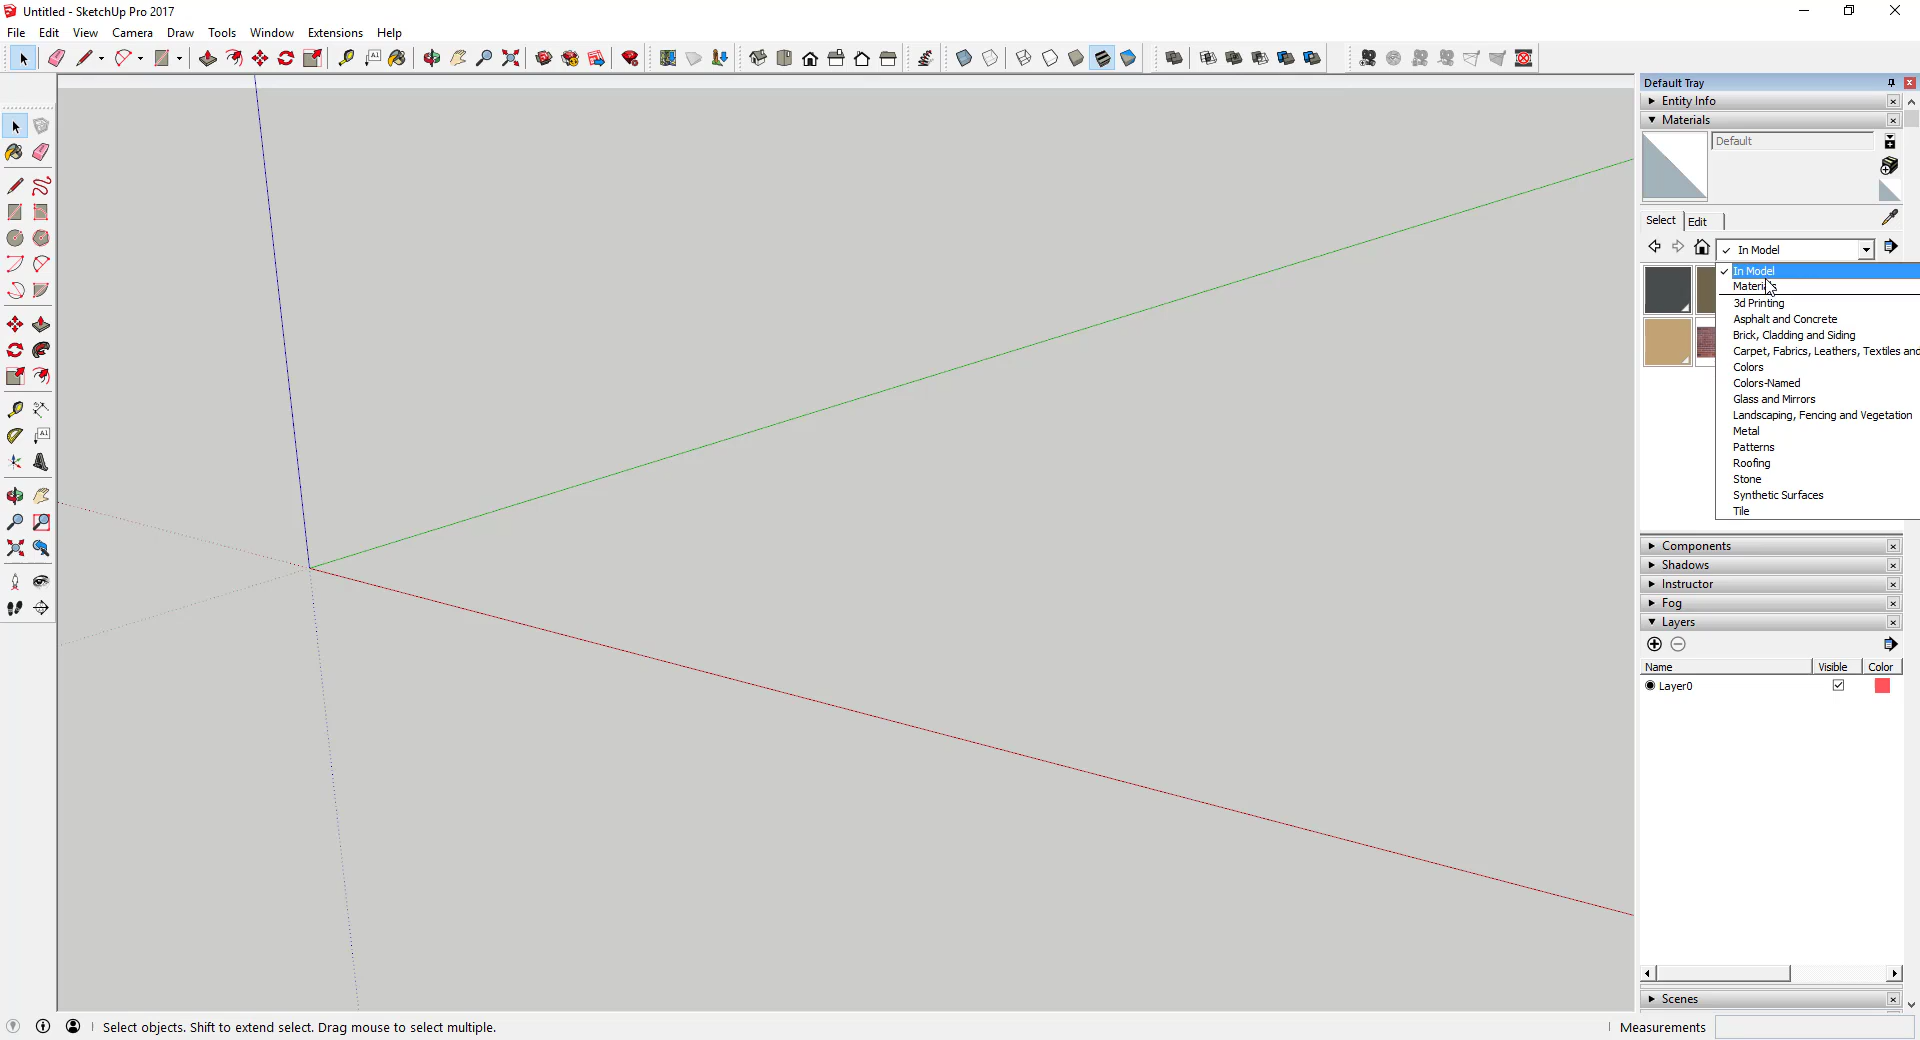 Untitled - SketchUp Pro 2017
File Edit View Camera Draw Tools Window Extensions Help
Default Tray
Entity Info
Materials
Default
Select Edit
In Model
In Model
3d Printing
Asphalt and Concrete
Brick, Cladding and Siding
Carpet, Fabrics, Leathers, Textiles and
Colors
Colors-Named
Glass and Mirrors
Landscaping, Fencing and Vegetation
Metal
Patterns
Roofing
Stone
Synthetic Surfaces
Tile
Components
Shadows
Instructor
Fog
Layers
Name Visible Color
Layer0
Scenes
Select objects. Shift to extend select. Drag mouse to select multiple.
Measurements